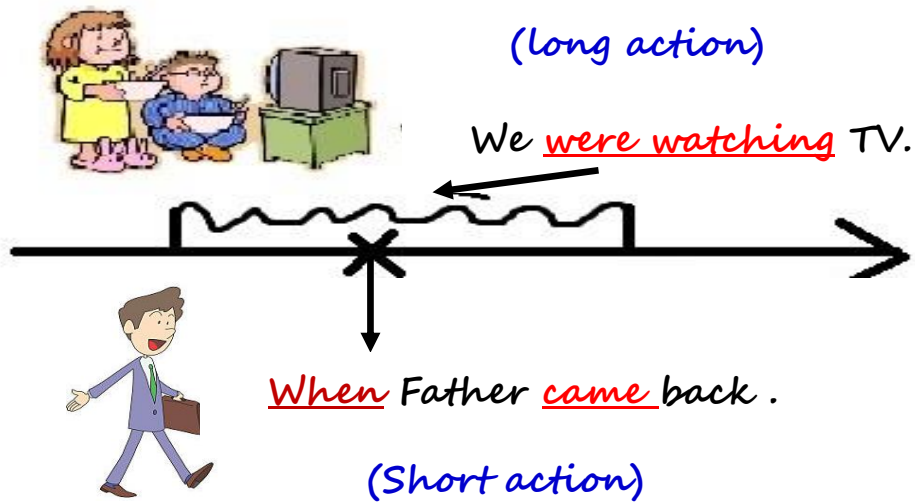 (long action)
We were watching TV.
When Father came back .
(Short action)